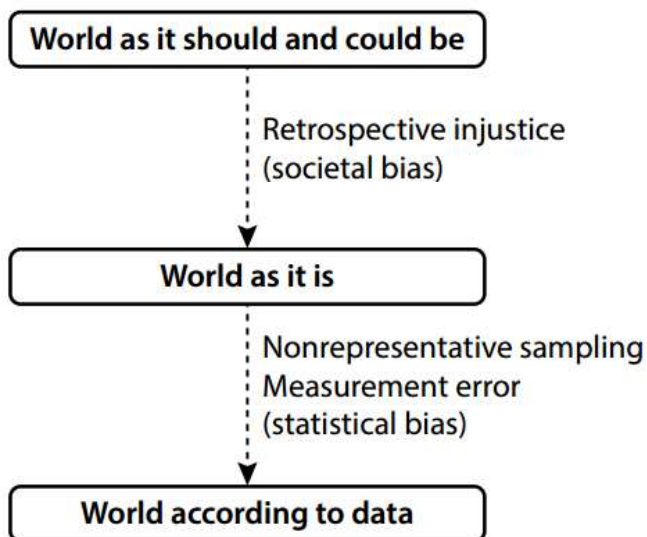 World as it should and could be
Retrospective injustice
(societal bias)
World as it is
Nonrepresentative sampling
Measurement error
(statistical bias)
World according to data